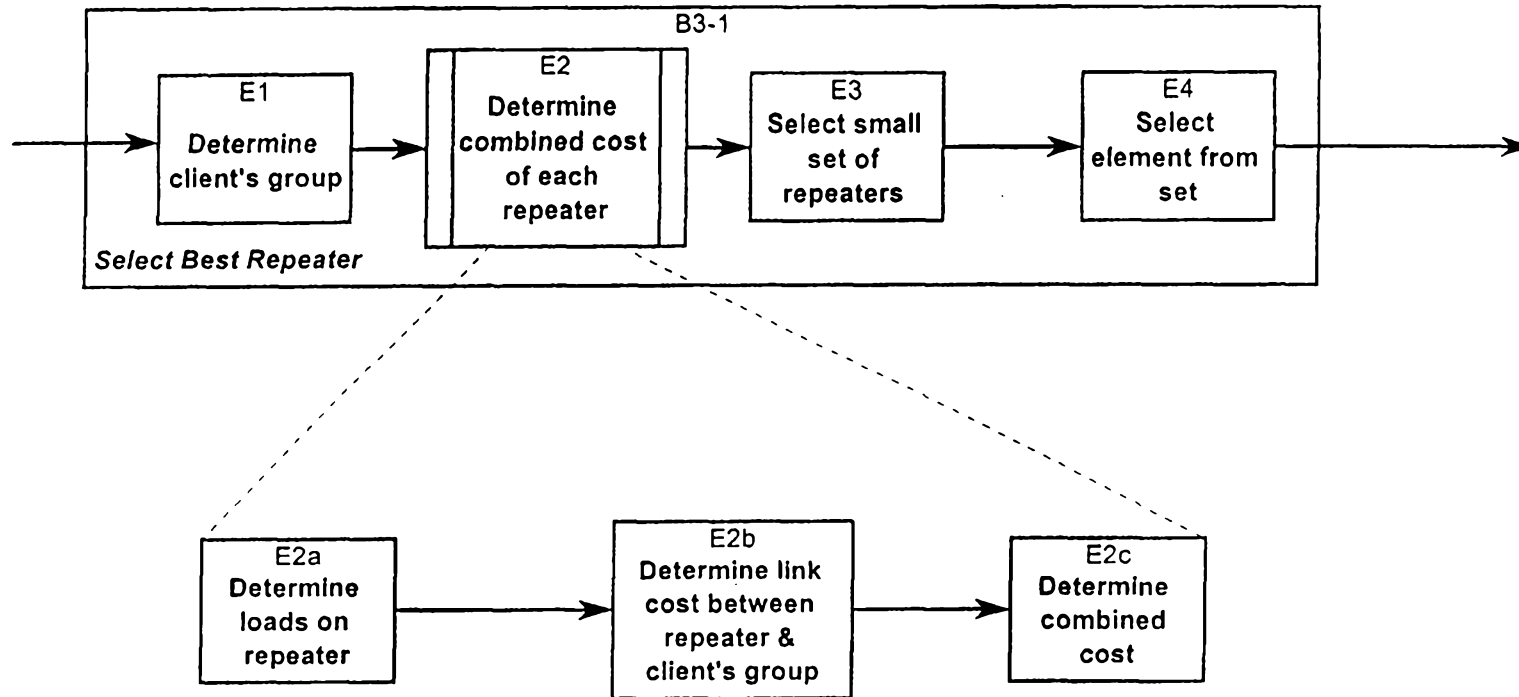 B3-1
E1
Determine
client's group
E2
Determine
combined cost
of each
repeater
E3
Select small
set of
repeaters
E4
Select
element from
set
Select Best Repeater
E2a
Determine
loads on
repeater
E2b
Determine link
cost between
repeater &
client's group
E2c
Determine
combined
cost